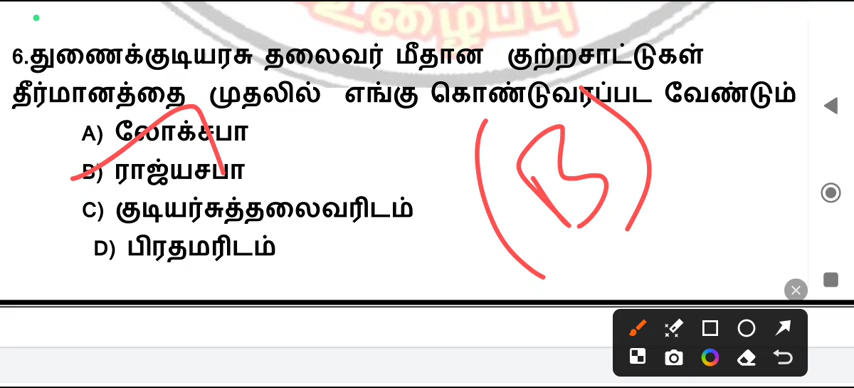 உழைப்பு
6.துணைக்குடியரசு தலைவர் மீதான குற்றசாட்டுகள்
தீர்மானத்தை முதலில் எங்கு கொண்டுவரப்பட வேண்டும்
A) லோக்சபா
B) ராஜ்யசபா
C) குடியர்சுத்தலைவரிடம்
D) பிரதமரிடம்
(B)